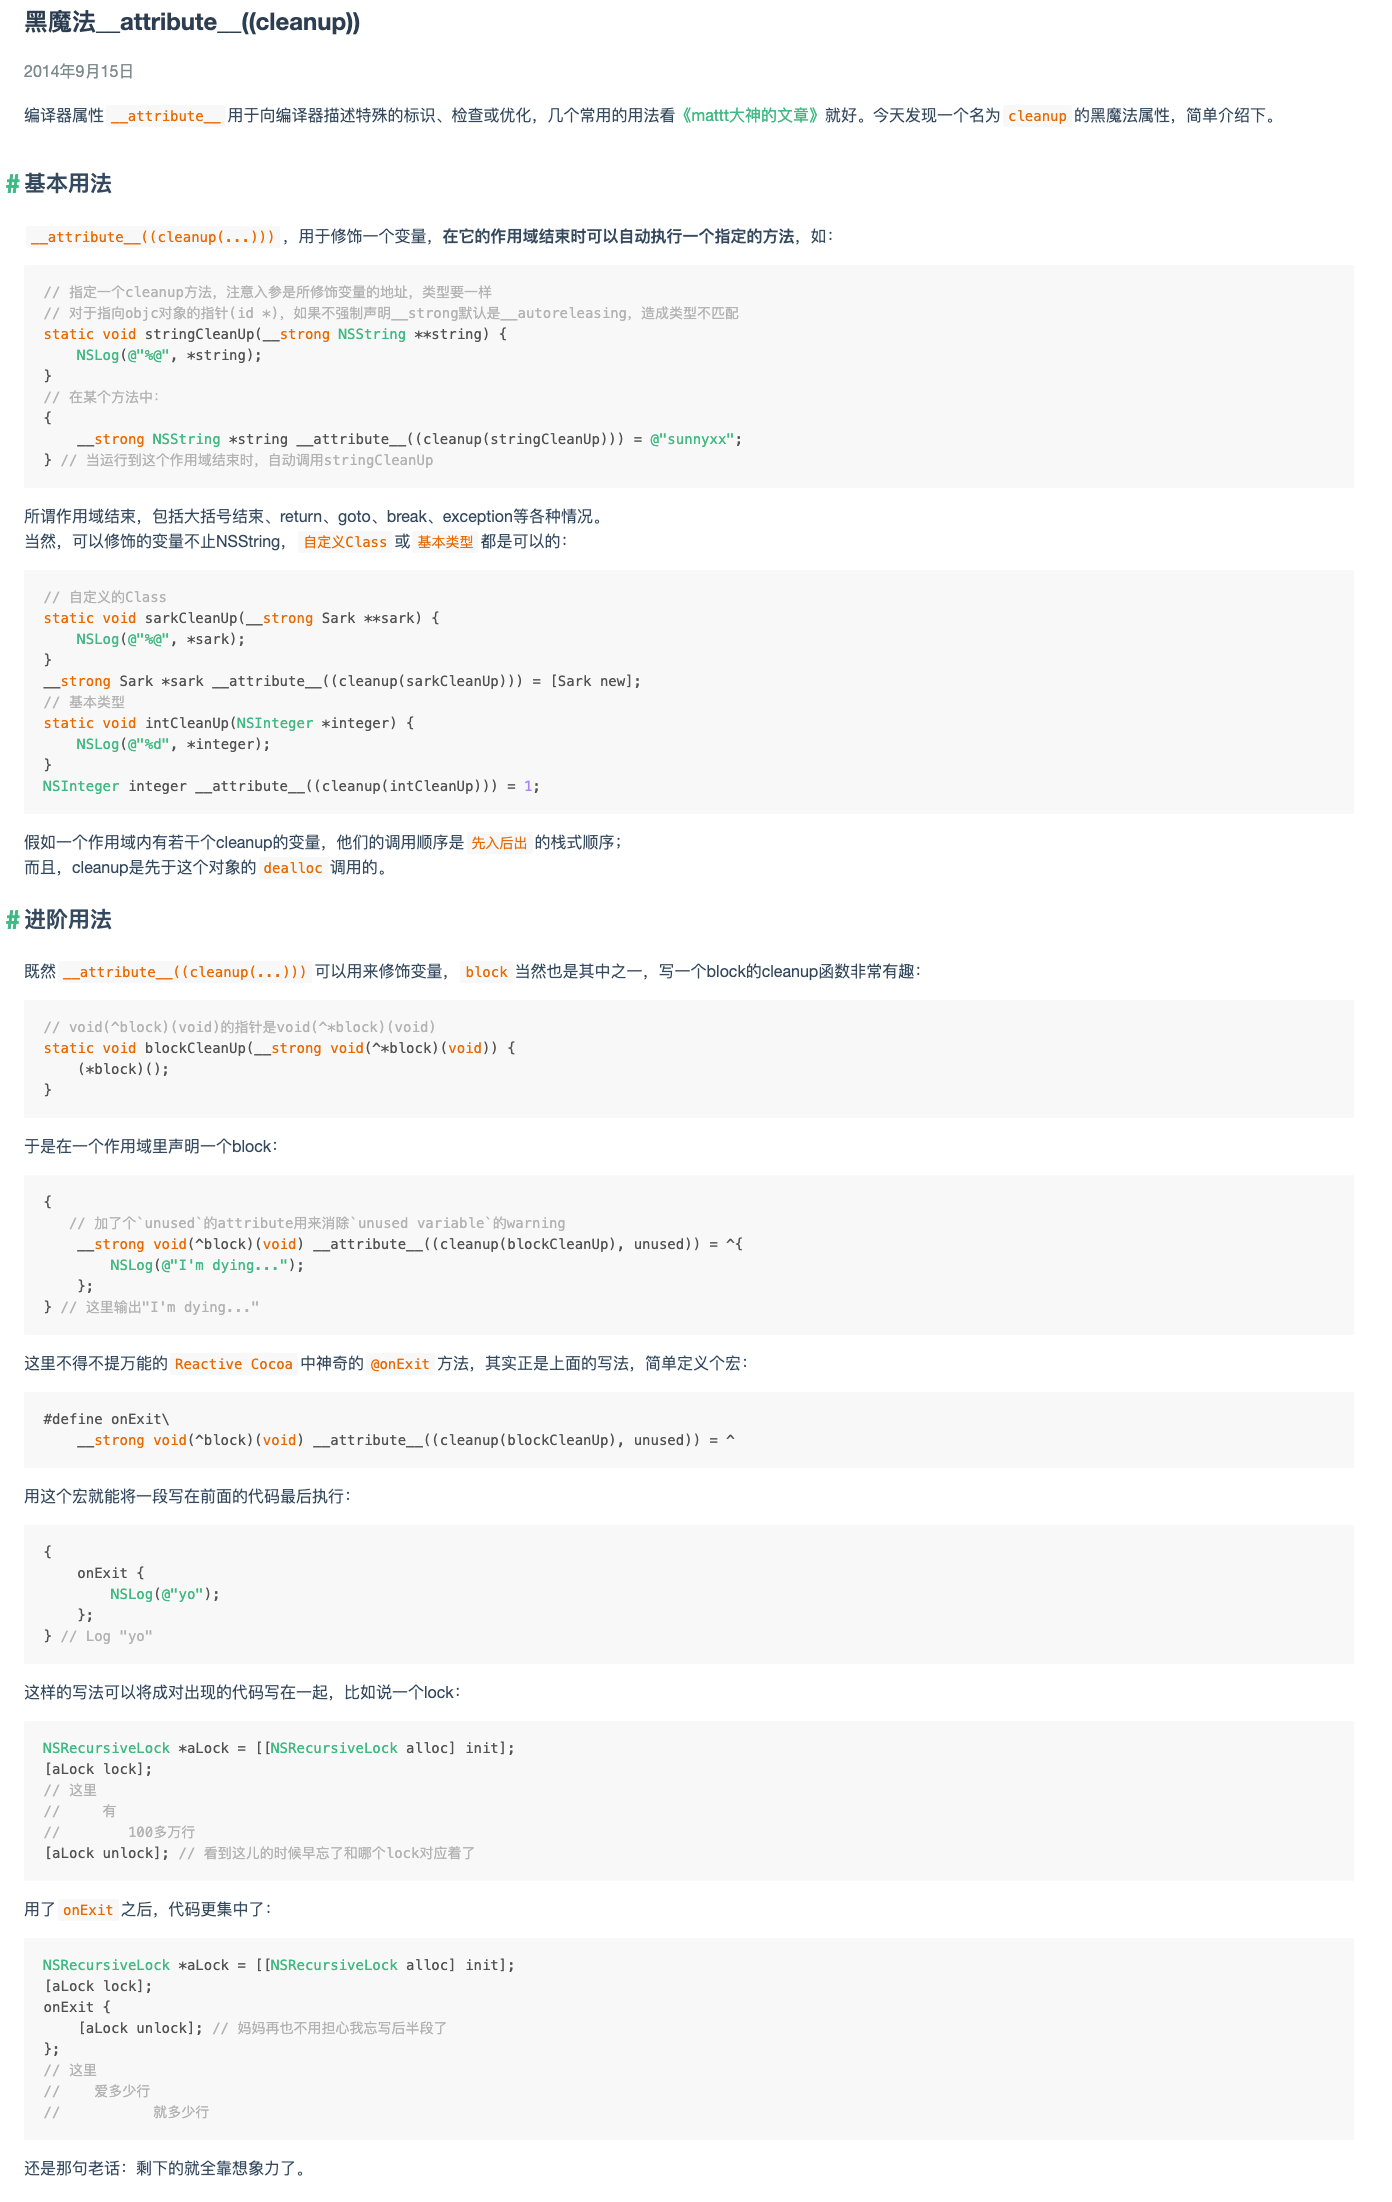 黑魔法__attribute__((cleanup))
2014年9月15日
编译器属性 __attribute__ 用于向编译器描述特殊的标识、检查或优化，几个常用的用法看《mattt大神的文章》就好。今天发现一个名为 cleanup 的黑魔法属性，简单介绍下。
# 基本用法
__attribute__((cleanup(...))) ，用于修饰一个变量，在它的作用域结束时可以自动执行一个指定的方法，如：
// 指定一个cleanup方法，注意入参是所修饰变量的地址，类型要一样
// 对于指向objc对象的指针(id *)，如果不强制声明__strong默认是__autoreleasing，造成类型不匹配
static void stringCleanUp(__strong NSString **string) {
    NSLog(@"%@", *string);
}
// 在某个方法中：
{
    __strong NSString *string __attribute__((cleanup(stringCleanUp))) = @"sunnyxx";
} // 当运行到这个作用域结束时，自动调用stringCleanUp
所谓作用域结束，包括大括号结束、return、goto、break、exception等各种情况。
当然，可以修饰的变量不止NSString， 自定义Class 或 基本类型 都是可以的：
// 自定义的Class
static void sarkCleanUp(__strong Sark **sark) {
    NSLog(@"%@", *sark);
}
__strong Sark *sark __attribute__((cleanup(sarkCleanUp))) = [Sark new];
// 基本类型
static void intCleanUp(NSInteger *integer) {
    NSLog(@"%d", *integer);
}
NSInteger integer __attribute__((cleanup(intCleanUp))) = 1;
假如一个作用域内有若干个cleanup的变量，他们的调用顺序是 先入后出 的栈式顺序；
而且，cleanup是先于这个对象的 dealloc 调用的。
# 进阶用法
既然 __attribute__((cleanup(...))) 可以用来修饰变量， block 当然也是其中之一，写一个block的cleanup函数非常有趣：
// void(^block)(void)的指针是void(^*block)(void)
static void blockCleanUp(__strong void(^*block)(void)) {
    (*block)();
}
于是在一个作用域里声明一个block：
{
   // 加了个`unused`的attribute用来消除`unused variable`的warning
    __strong void(^block)(void) __attribute__((cleanup(blockCleanUp), unused)) = ^{
        NSLog(@"I'm dying...");
    };
} // 这里输出"I'm dying..."
这里不得不提万能的 Reactive Cocoa 中神奇的 @onExit 方法，其实正是上面的写法，简单定义个宏：
#define onExit\
    __strong void(^block)(void) __attribute__((cleanup(blockCleanUp), unused)) = ^
用这个宏就能将一段写在前面的代码最后执行：
{
    onExit {
        NSLog(@"yo");
    };
} // Log "yo"
这样的写法可以将成对出现的代码写在一起，比如说一个lock：
NSRecursiveLock *aLock = [[NSRecursiveLock alloc] init];
[aLock lock];
// 这里
//     有
//        100多万行
[aLock unlock]; // 看到这儿的时候早忘了和哪个lock对应着了
用了 onExit 之后，代码更集中了：
NSRecursiveLock *aLock = [[NSRecursiveLock alloc] init];
[aLock lock];
onExit {
    [aLock unlock]; // 妈妈再也不用担心我忘写后半段了
};
// 这里
//    爱多少行
//           就多少行
还是那句老话：剩下的就全靠想象力了。